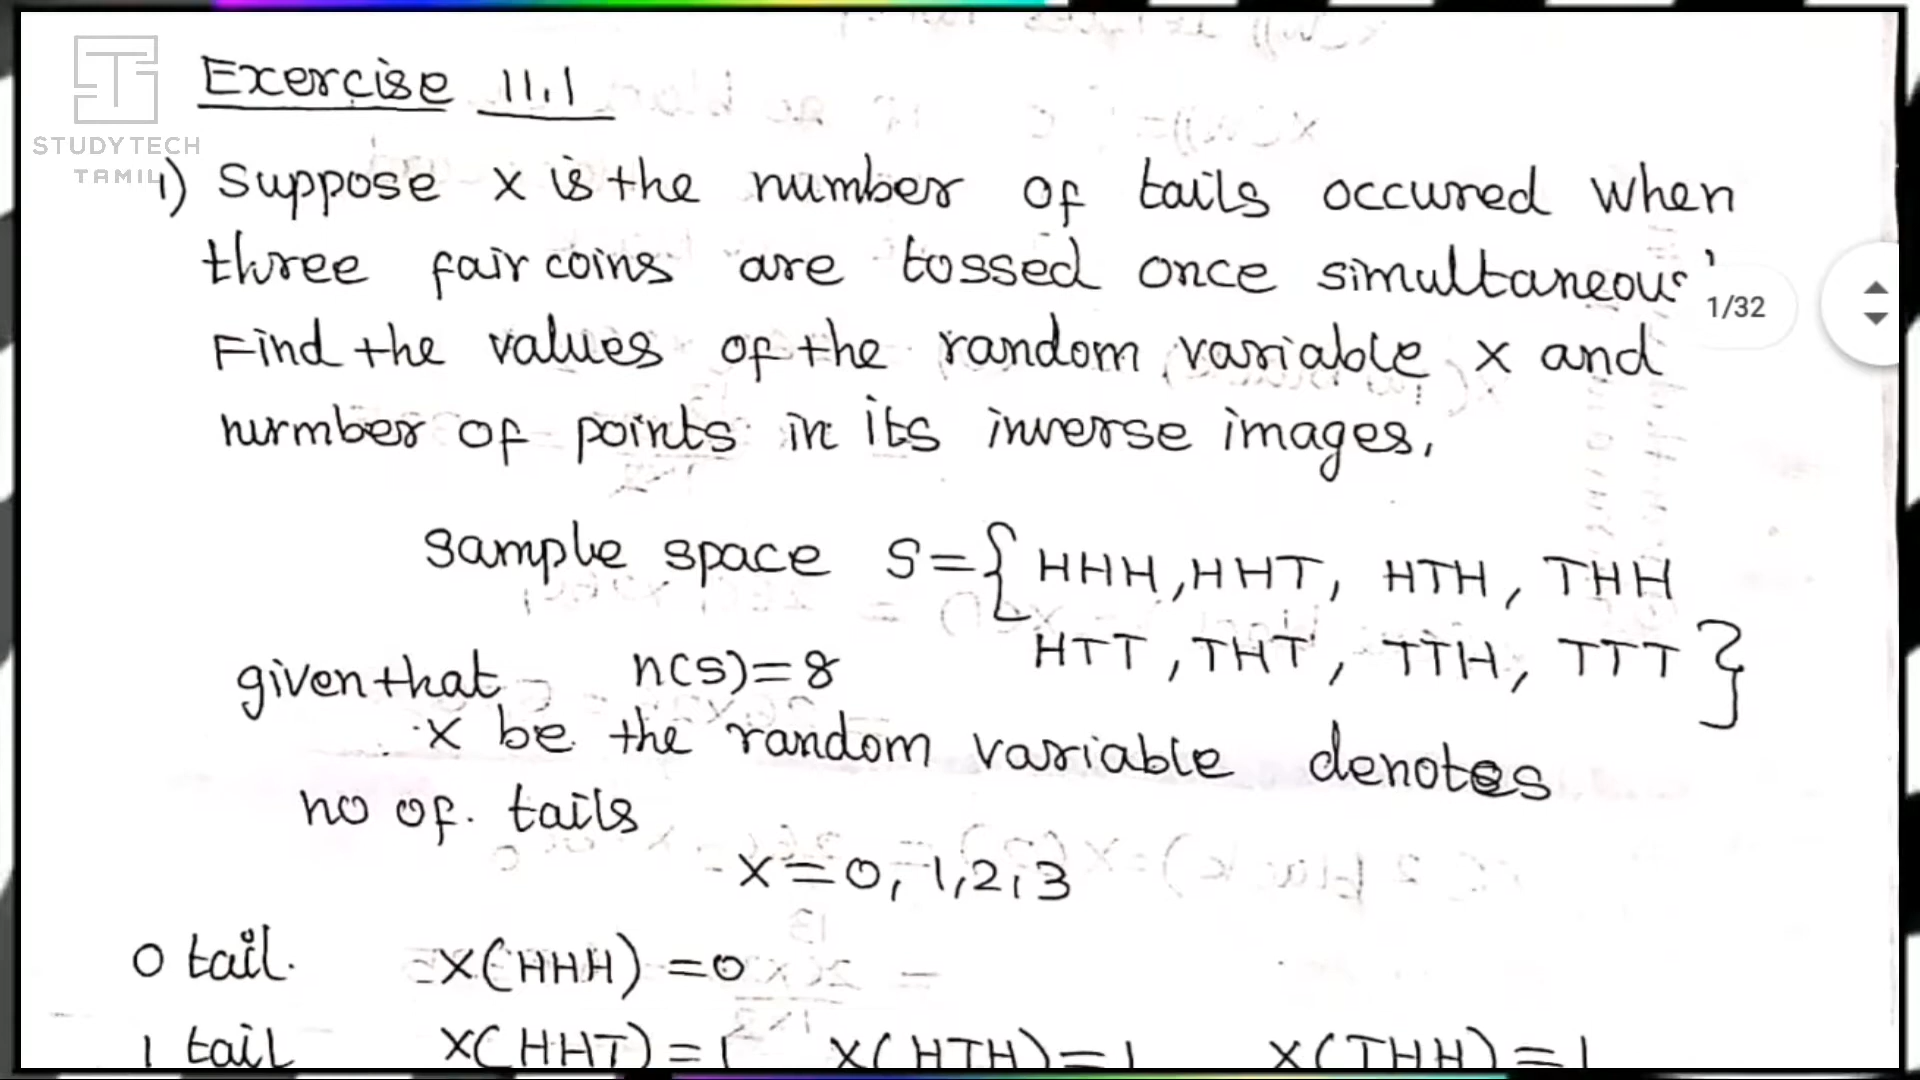 Exercise 11.1
STUDYTECH
TAMIL
1) Suppose x is the number of tails occured when
three fair coins are tossed once simultaneous
1/32
Find the values of the random variable x and
number of points in its inverse images.
Sample space S={ HHH, HHT, HTH, THH
HTT, THT, TTH, TTT }
given that n(s)=8
x be the random variable denotes
no of. tails
x=0,1,2,3
0 tail. x(HHH)=0
1 tail x(HHT)=1 x(HTH)=1 x(THH)=1